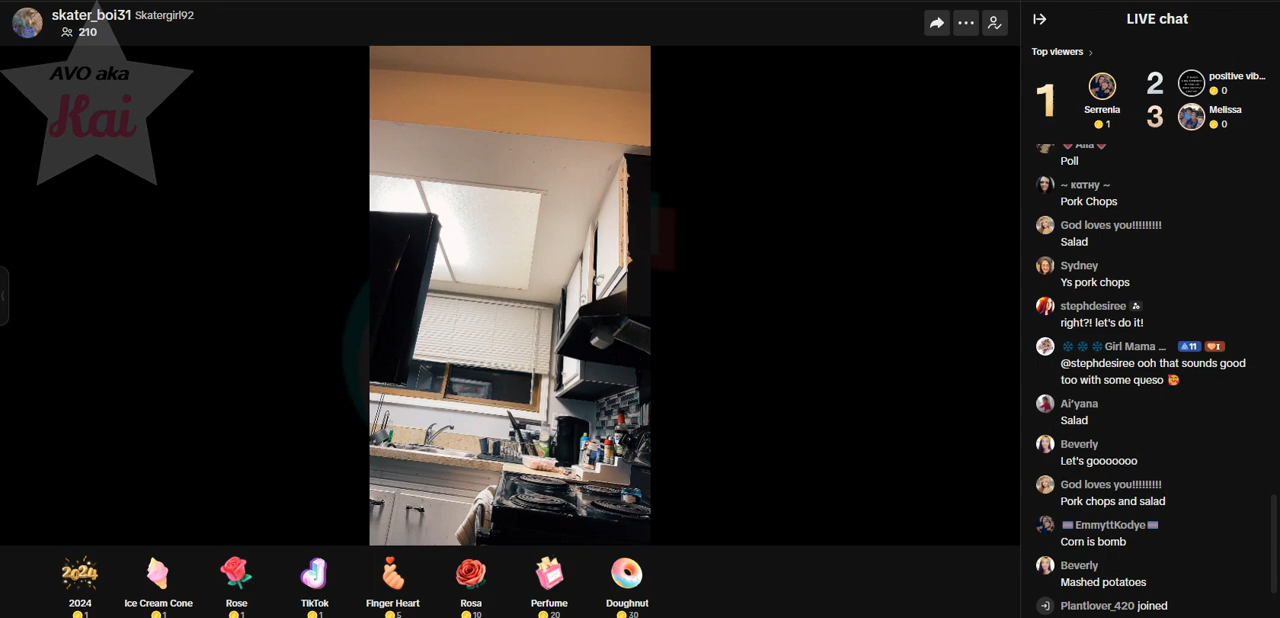 skater_boi31 Skatergirl92
210
AVO aka
Kai
LIVE chat
Top viewers
1
Serrenia
1
2
positive vib...
0
3
Melissa
0
Alia
Poll
~ κατηγ ~
Pork Chops
God loves you!!!!!!!!!
Salad
Sydney
Ys pork chops
stephdesiree
right?! let's do it!
Girl Mama ... 11 I
@stephdesiree ooh that sounds good
too with some queso 🥰
Ai'yana
Salad
Beverly
Let's gooooooo
God loves you!!!!!!!!!
Pork chops and salad
EmmyttKodye
Corn is bomb
Beverly
Mashed potatoes
Plantlover_420 joined
2024
2024
1
Ice Cream Cone
1
Rose
1
TikTok
1
Finger Heart
5
Rosa
10
Perfume
20
Doughnut
30